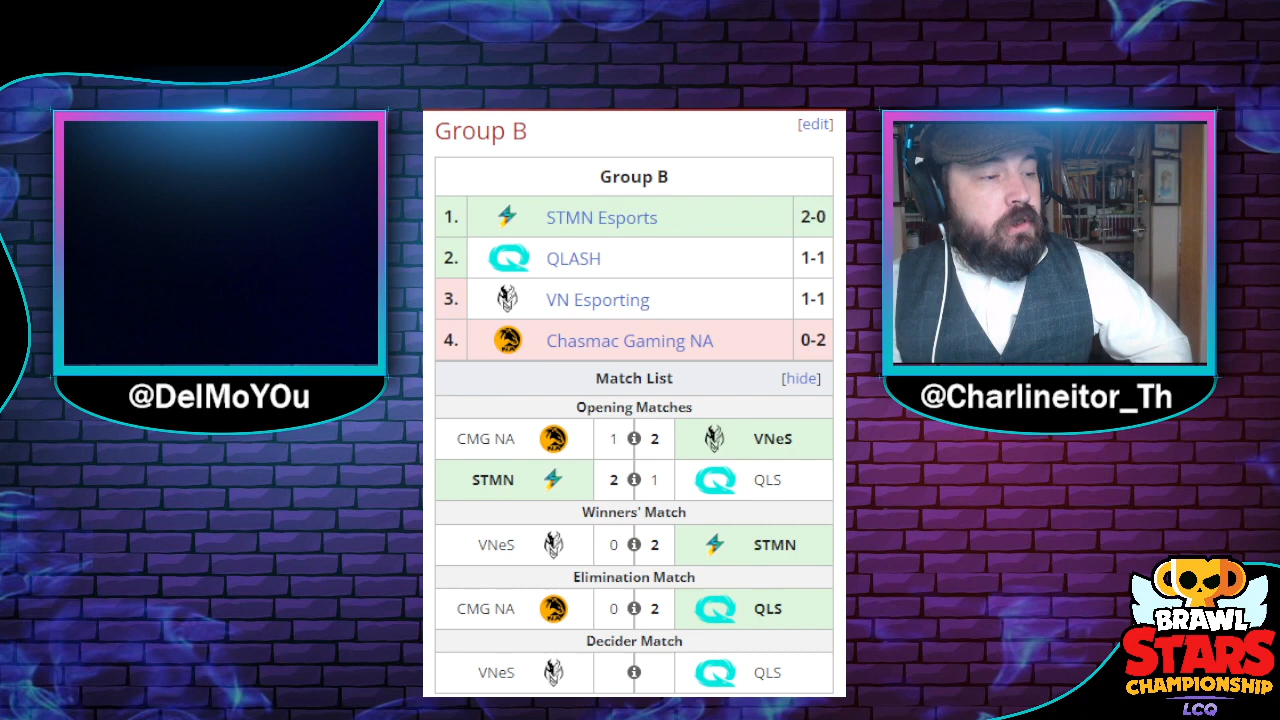 Group B
[edit]
Group B
1. STMN Esports 2-0
2. QLASH 1-1
3. VN Esporting 1-1
4. Chasmac Gaming NA 0-2
Match List [hide]
Opening Matches
CMG NA 1 2 VNeS
STMN 2 1 QLS
Winners' Match
VNeS 0 2 STMN
Elimination Match
CMG NA 0 2 QLS
Decider Match
VNeS QLS
@DelMoYOu
@Charlineitor_Th
BRAWL
STARS
CHAMPIONSHIP
LCQ